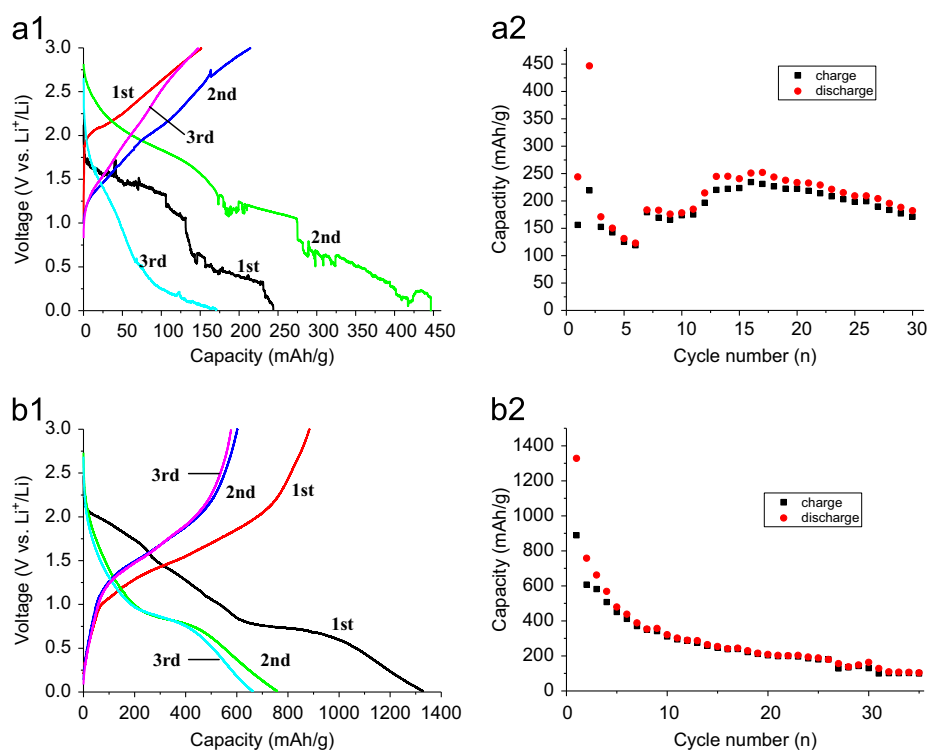 a1
3.0
2.5
2.0
1.5
1.0
0.5
0.0
Voltage (V vs. Li+/Li)
1st
2nd
3rd
3rd
1st
2nd
0 50 100 150 200 250 300 350 400 450
Capacity (mAh/g)
a2
450
400
350
300
250
200
150
100
50
0
Capacity (mAh/g)
charge
discharge
0 5 10 15 20 25 30
Cycle number (n)
b1
3.0
2.5
2.0
1.5
1.0
0.5
0.0
Voltage (V vs. Li+/Li)
3rd
2nd
1st
1st
2nd
3rd
0 200 400 600 800 1000 1200 1400
Capacity (mAh/g)
b2
1400
1200
1000
800
600
400
200
0
Capacity (mAh/g)
charge
discharge
0 10 20 30
Cycle number (n)